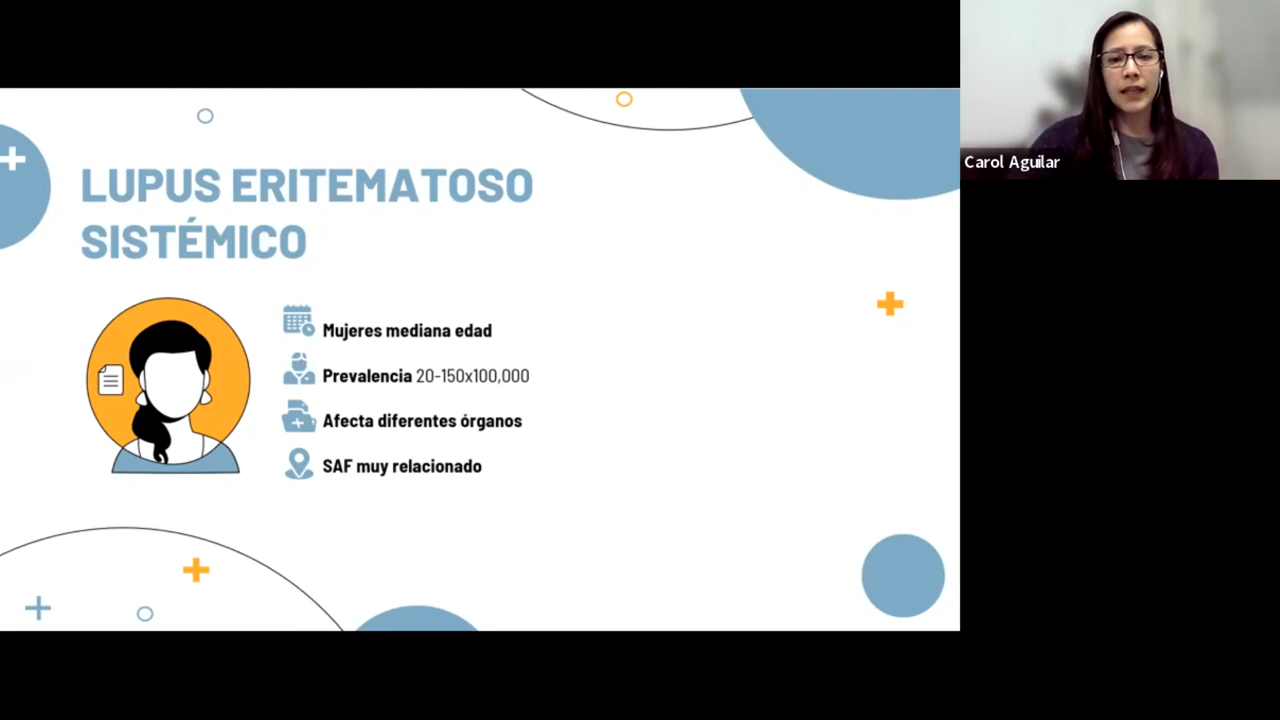 LUPUS ERITEMATOSO
SISTÉMICO
Mujeres mediana edad
Prevalencia 20-150x100,000
Afecta diferentes órganos
SAF muy relacionado
Carol Aguilar